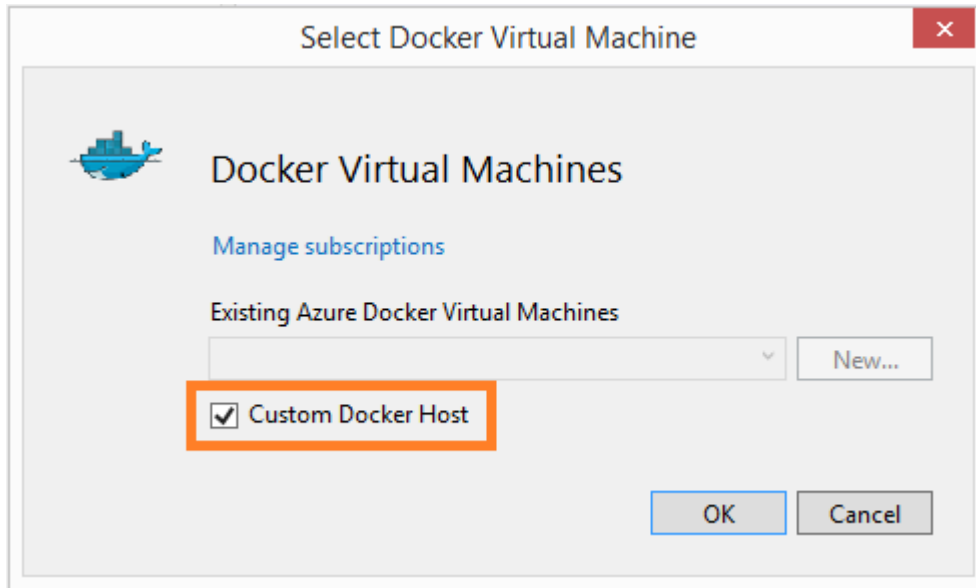 Select Docker Virtual Machine
Docker Virtual Machines
Manage subscriptions
Existing Azure Docker Virtual Machines
New...
Custom Docker Host
OK
Cancel